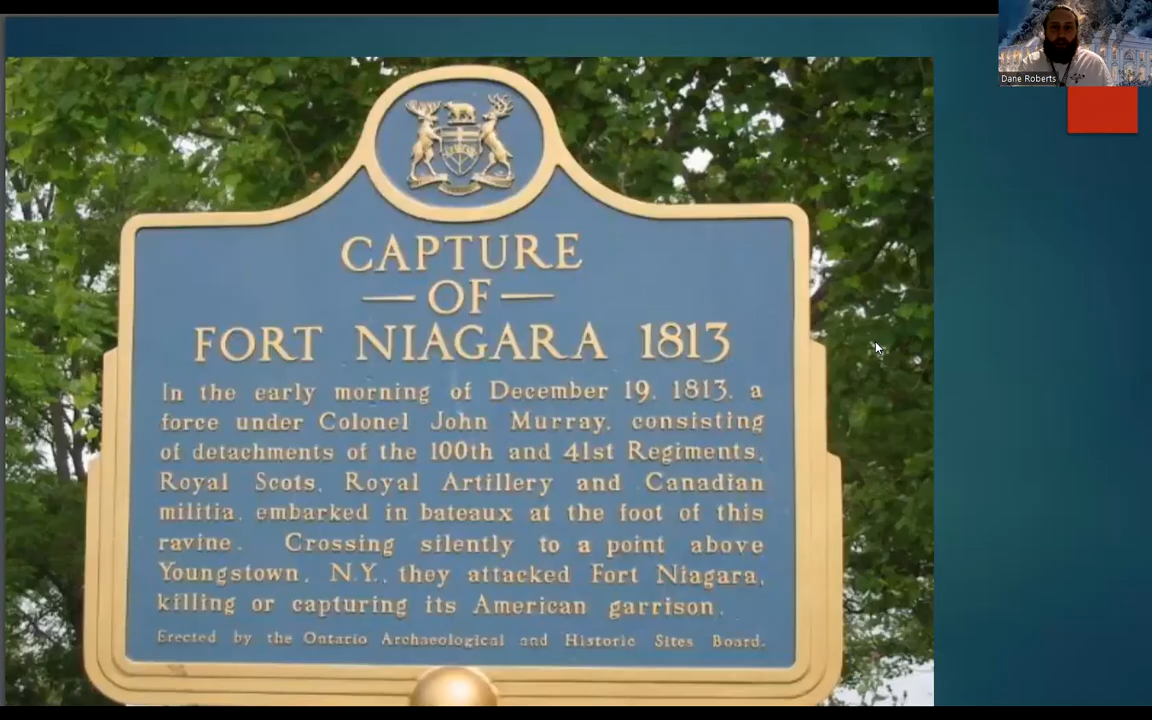 Dane Roberts
CAPTURE
OF
FORT NIAGARA 1813
In the early morning of December 19, 1813, a
force under Colonel John Murray, consisting
of detachments of the 100th and 41st Regiments,
Royal Scots, Royal Artillery and Canadian
militia, embarked in bateaux at the foot of this
ravine. Crossing silently to a point above
Youngstown, N.Y., they attacked Fort Niagara,
killing or capturing its American garrison.
Erected by the Ontario Archaeological and Historic Sites Board.